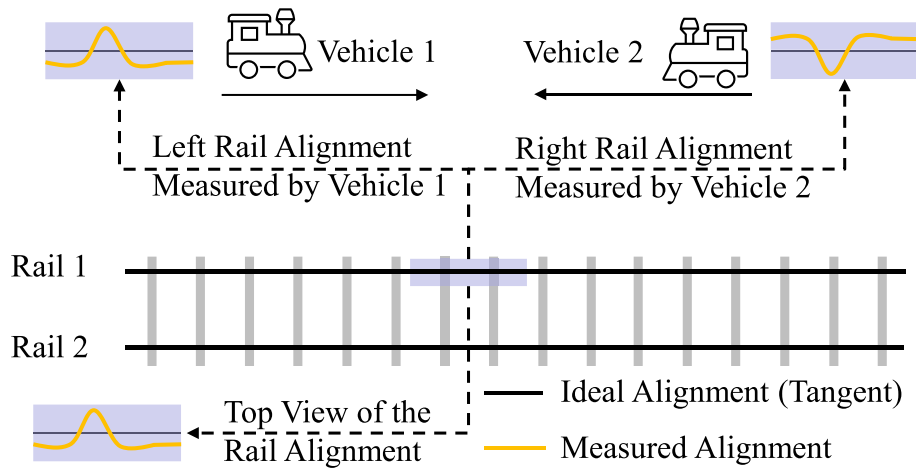 Vehicle 1
Vehicle 2
Left Rail Alignment
Measured by Vehicle 1
Right Rail Alignment
Measured by Vehicle 2
Rail 1
Rail 2
Top View of the
Rail Alignment
Ideal Alignment (Tangent)
Measured Alignment